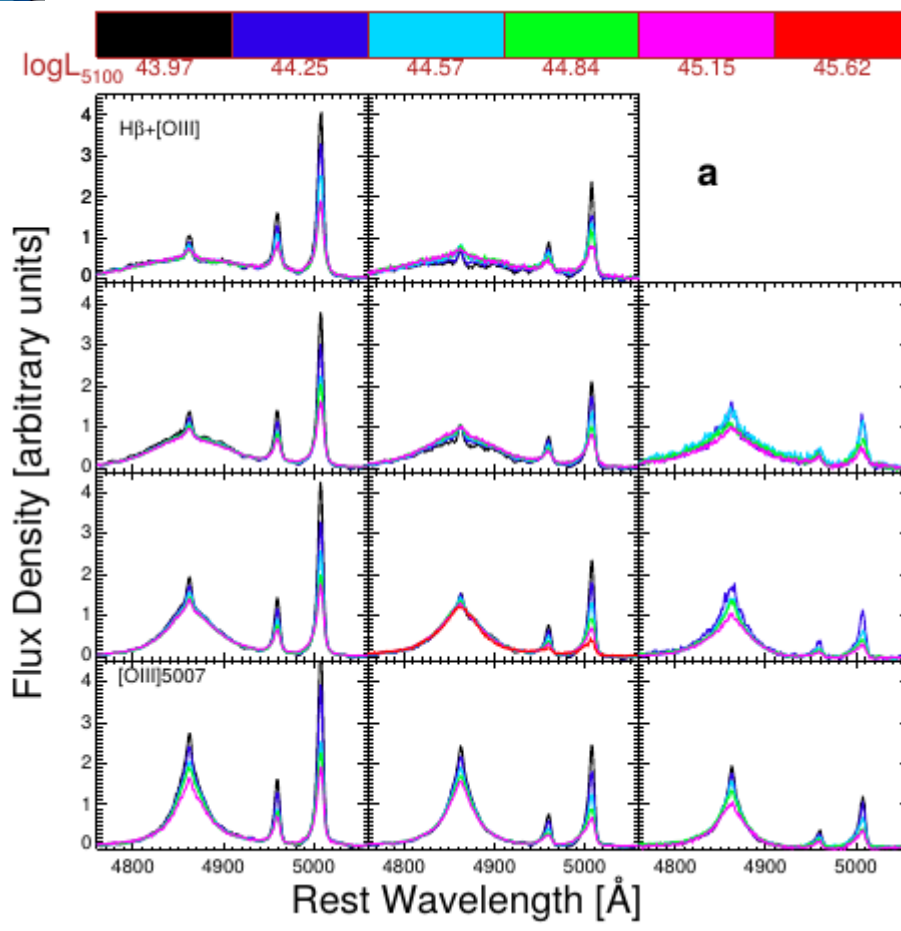 logL5100 43.97 44.25 44.57 44.84 45.15 45.62
Hβ+[OIII]
a
4
3
2
1
0
4
3
2
1
0
4
3
2
1
0
[OIII]5007
4
3
2
1
0
4800 4900 5000 4800 4900 5000 4800 4900 5000
Flux Density [arbitrary units]
Rest Wavelength [Å]